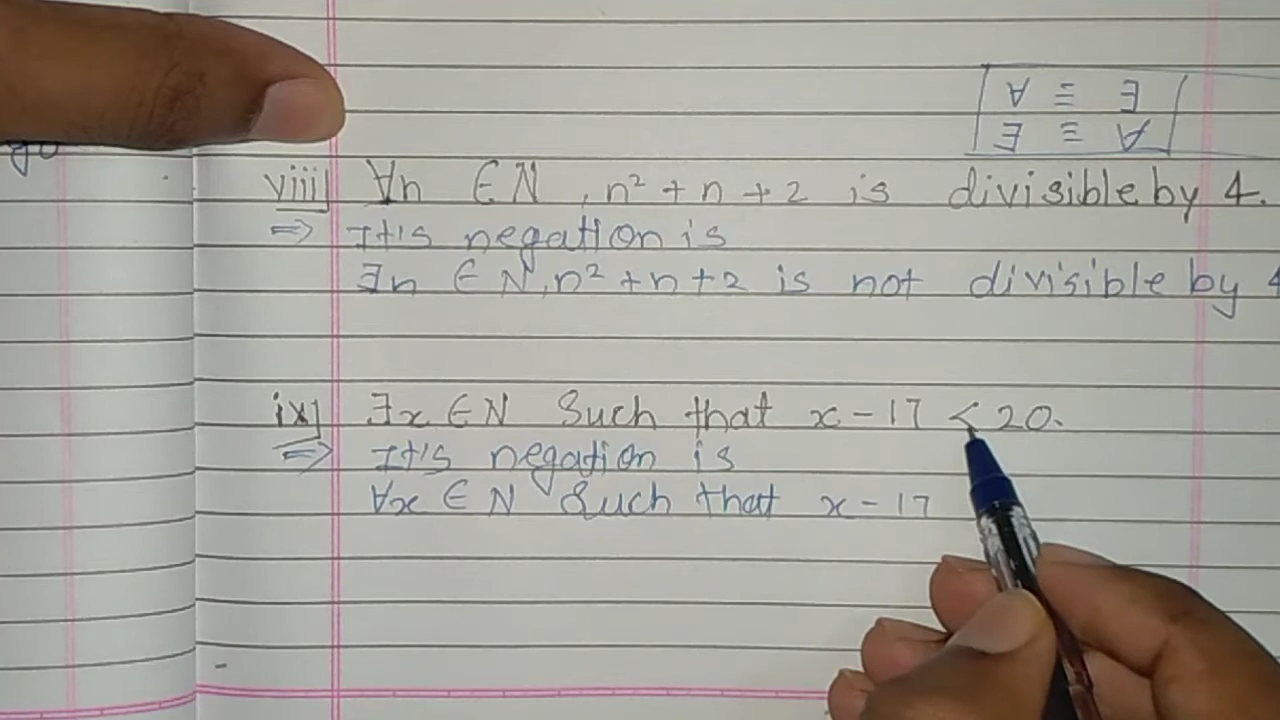 ∀ ≡ ∃
∃ ≡ ∀
viii] ∀n ∈ N, n² + n + 2 is divisible by 4.
⇒ It's negation is
∃n ∈ N, n² + n + 2 is not divisible by 4
ix] ∃x ∈ N Such that x - 17 < 20.
⇒ It's negation is
∀x ∈ N Such that x - 17